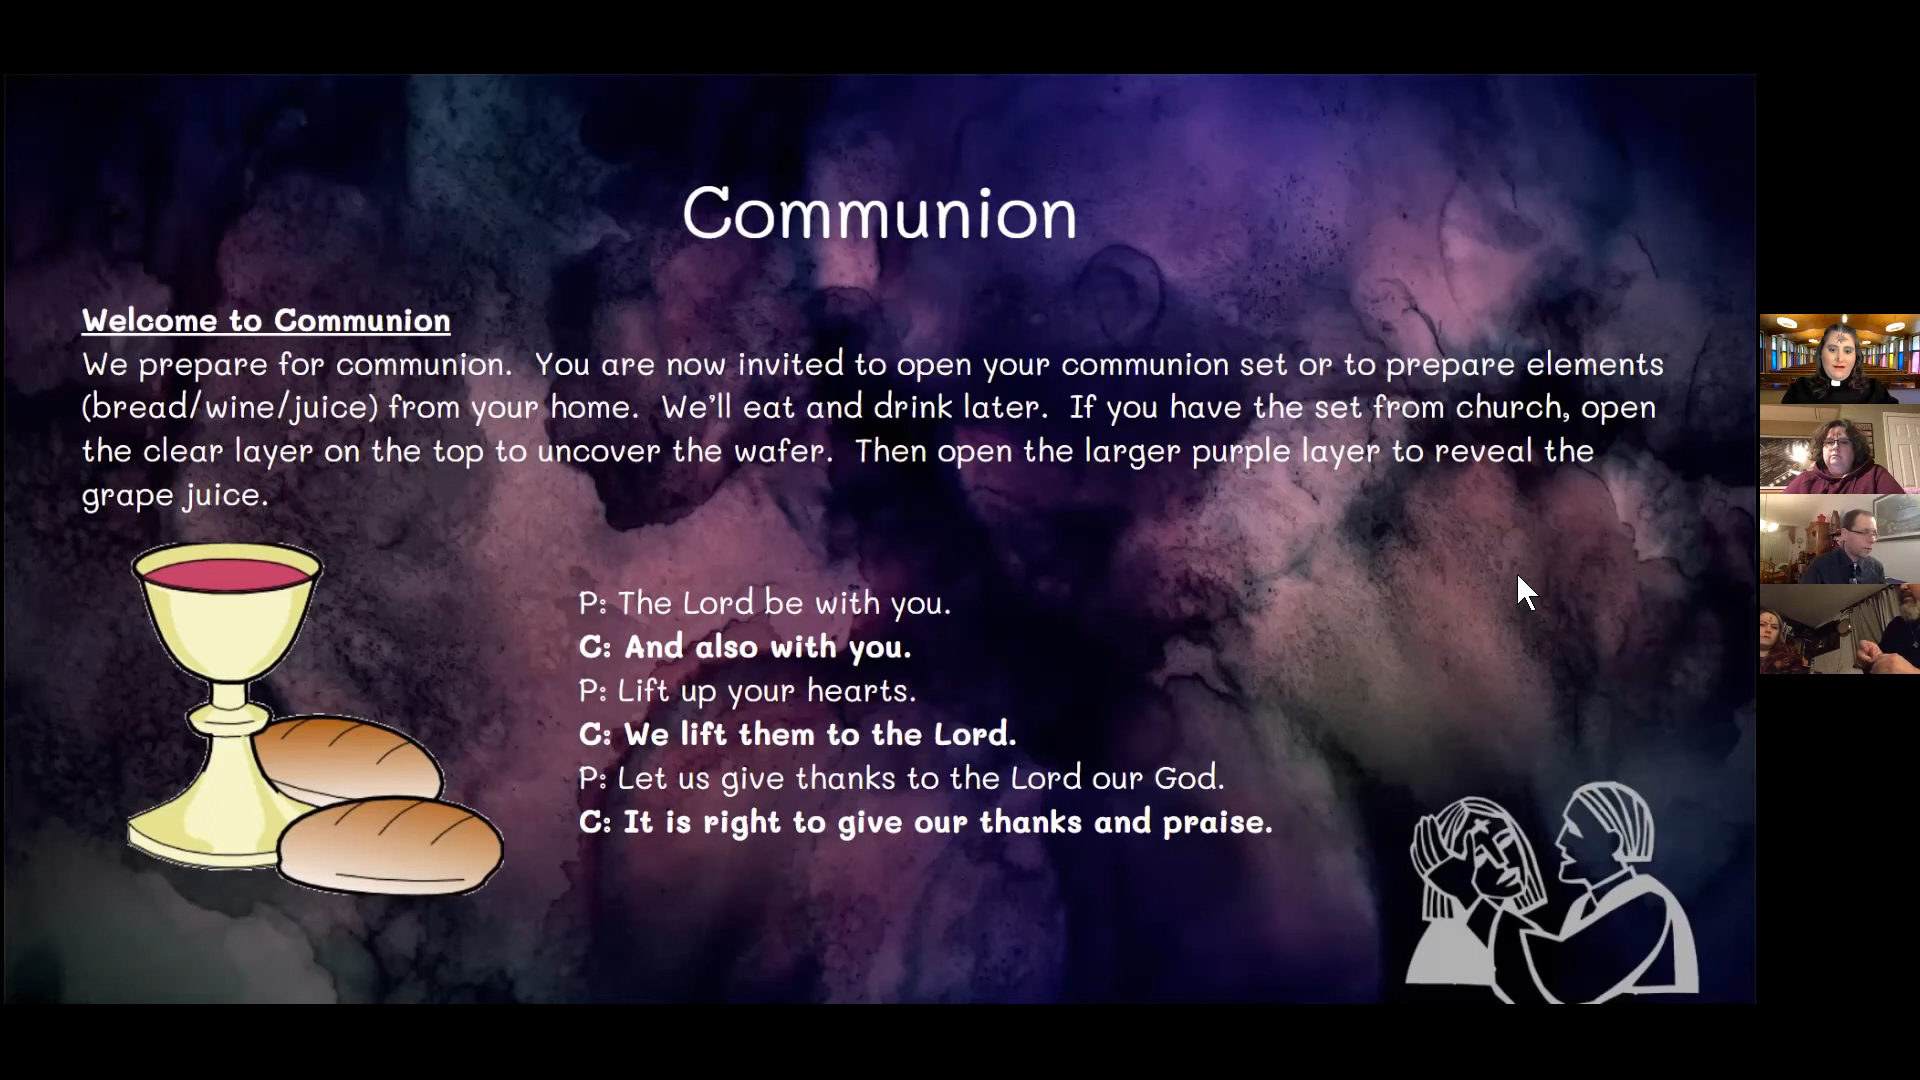 Communion
Welcome to Communion
We prepare for communion.  You are now invited to open your communion set or to prepare elements
(bread/wine/juice) from your home.  We'll eat and drink later.  If you have the set from church, open
the clear layer on the top to uncover the wafer.  Then open the larger purple layer to reveal the
grape juice.
P: The Lord be with you.
C: And also with you.
P: Lift up your hearts.
C: We lift them to the Lord.
P: Let us give thanks to the Lord our God.
C: It is right to give our thanks and praise.